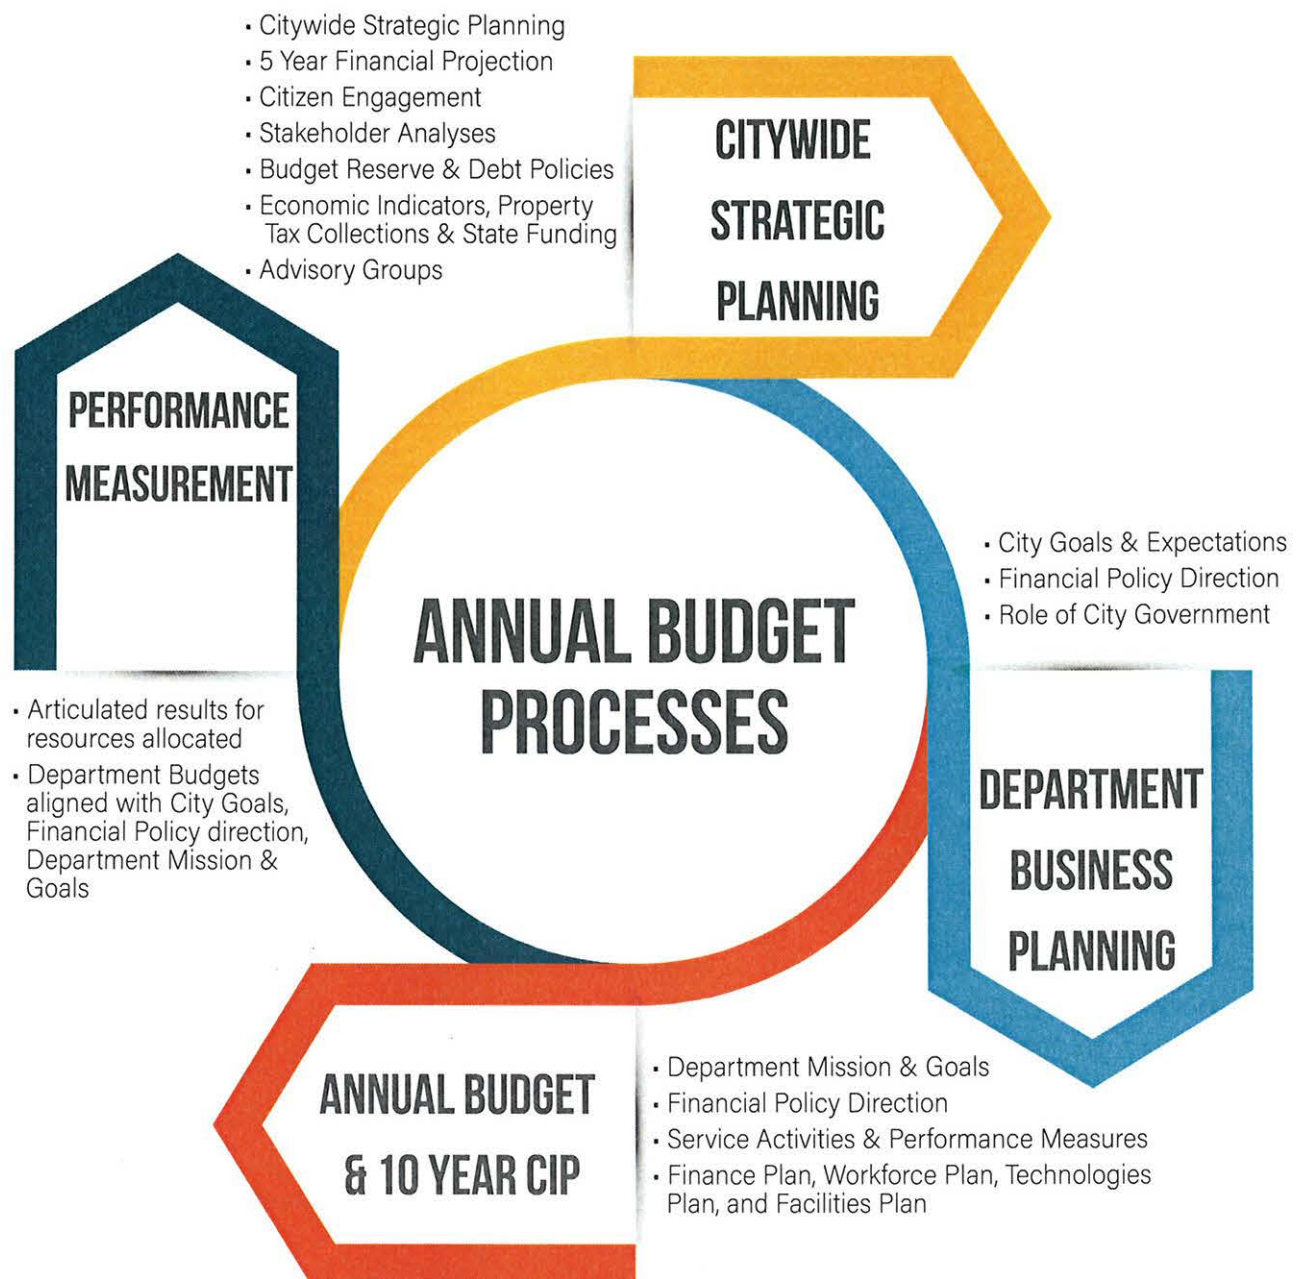 · Citywide Strategic Planning
· 5 Year Financial Projection
· Citizen Engagement
· Stakeholder Analyses
· Budget Reserve & Debt Policies
· Economic Indicators, Property
Tax Collections & State Funding
· Advisory Groups
CITYWIDE
STRATEGIC
PLANNING
PERFORMANCE
MEASUREMENT
· Articulated results for
resources allocated
· Department Budgets
aligned with City Goals,
Financial Policy direction,
Department Mission &
Goals
ANNUAL BUDGET
PROCESSES
· City Goals & Expectations
· Financial Policy Direction
· Role of City Government
DEPARTMENT
BUSINESS
PLANNING
ANNUAL BUDGET
& 10 YEAR CIP
· Department Mission & Goals
· Financial Policy Direction
· Service Activities & Performance Measures
· Finance Plan, Workforce Plan, Technologies
Plan, and Facilities Plan